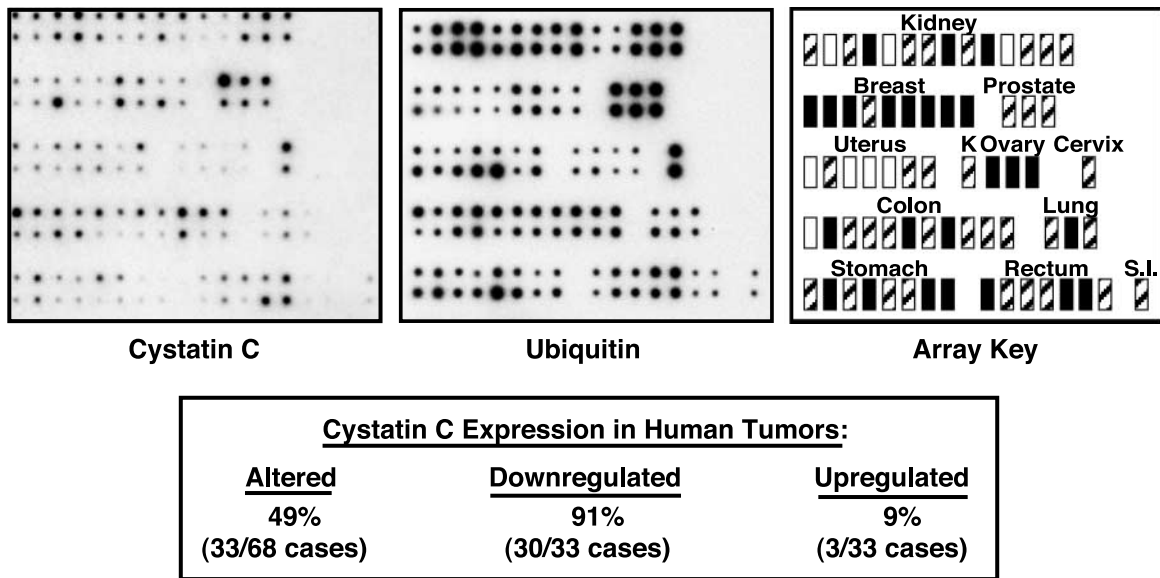 Kidney
Breast Prostate
Uterus K Ovary Cervix
Colon Lung
Stomach Rectum S.I.
Cystatin C Ubiquitin Array Key
Cystatin C Expression in Human Tumors:
Altered Downregulated Upregulated
49% 91% 9%
(33/68 cases) (30/33 cases) (3/33 cases)